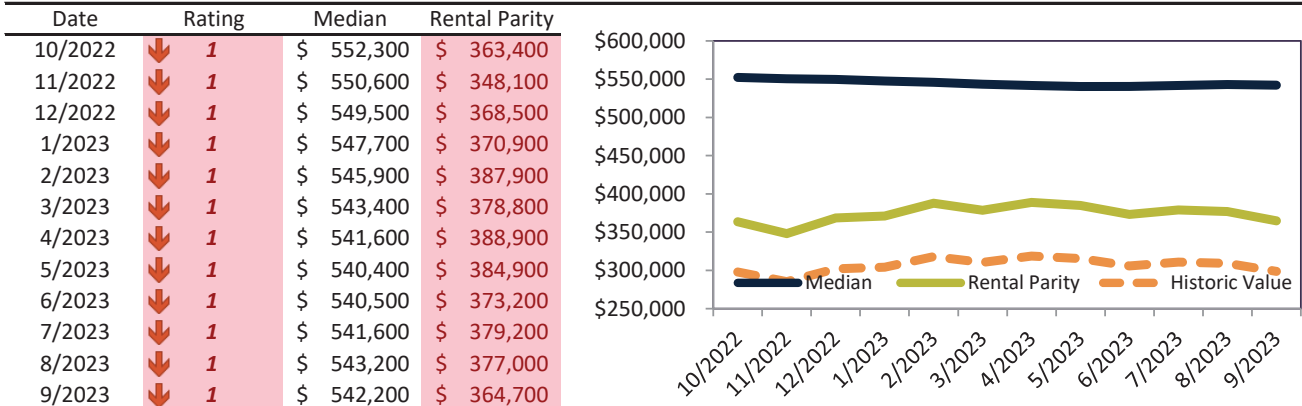 Date Rating Median Rental Parity
10/2022 1 $ 552,300 $ 363,400
11/2022 1 $ 550,600 $ 348,100
12/2022 1 $ 549,500 $ 368,500
1/2023 1 $ 547,700 $ 370,900
2/2023 1 $ 545,900 $ 387,900
3/2023 1 $ 543,400 $ 378,800
4/2023 1 $ 541,600 $ 388,900
5/2023 1 $ 540,400 $ 384,900
6/2023 1 $ 540,500 $ 373,200
7/2023 1 $ 541,600 $ 379,200
8/2023 1 $ 543,200 $ 377,000
9/2023 1 $ 542,200 $ 364,700
$600,000
$550,000
$500,000
$450,000
$400,000
$350,000
$300,000
$250,000
Median Rental Parity Historic Value
10/2022 11/2022 12/2022 1/2023 2/2023 3/2023 4/2023 5/2023 6/2023 7/2023 8/2023 9/2023